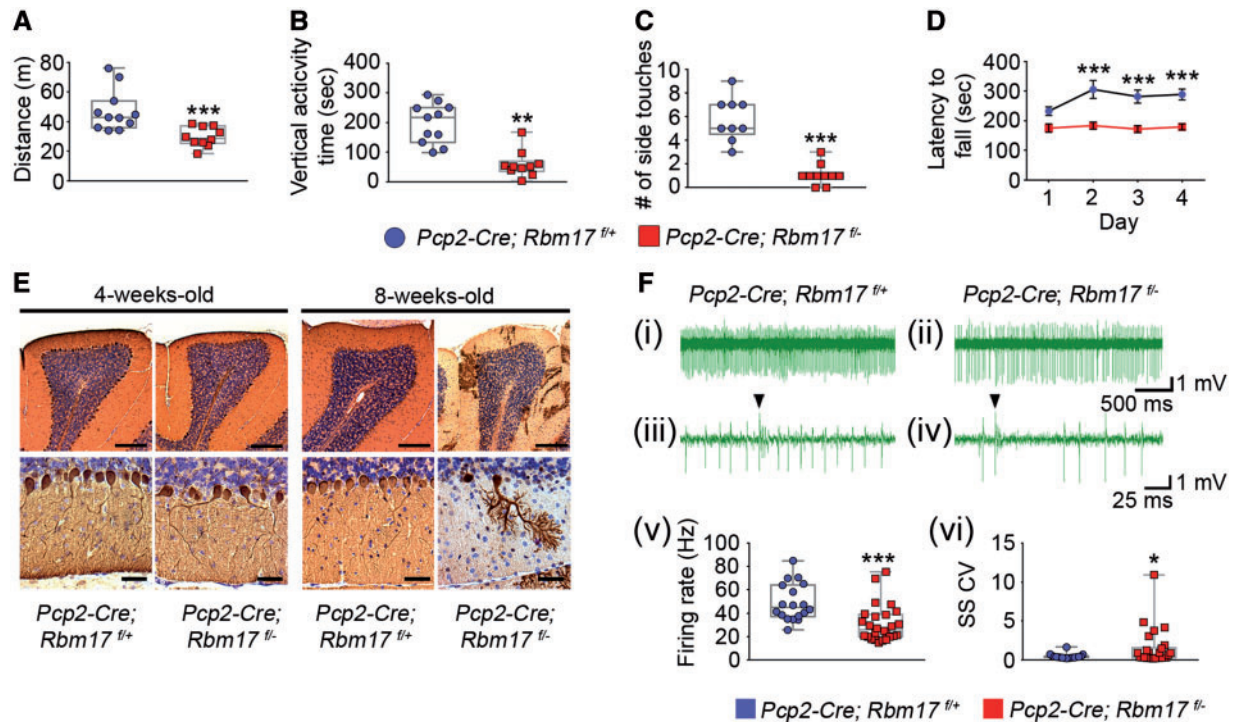 A
Distance (m)
80
60
40
20
0
***
B
Vertical acticvity
time (sec)
400
300
200
100
0
**
C
# of side touches
10
8
6
4
2
0
***
D
Latency to
fall (sec)
400
300
200
100
0
*** *** ***
1 2 3 4
Day
Pcp2-Cre; Rbm17 f/+ Pcp2-Cre; Rbm17 f/-
E
4-weeks-old 8-weeks-old
Pcp2-Cre; Pcp2-Cre; Pcp2-Cre; Pcp2-Cre;
Rbm17 f/+ Rbm17 f/- Rbm17 f/+ Rbm17 f/-
F
Pcp2-Cre; Rbm17 f/+ Pcp2-Cre; Rbm17 f/-
(i) (ii)
1 mV
500 ms
(iii) (iv)
1 mV
25 ms
(v)
Firing rate (Hz)
100
80
60
40
20
0
***
(vi)
SS CV
15
10
5
0
*
Pcp2-Cre; Rbm17 f/+ Pcp2-Cre; Rbm17 f/-